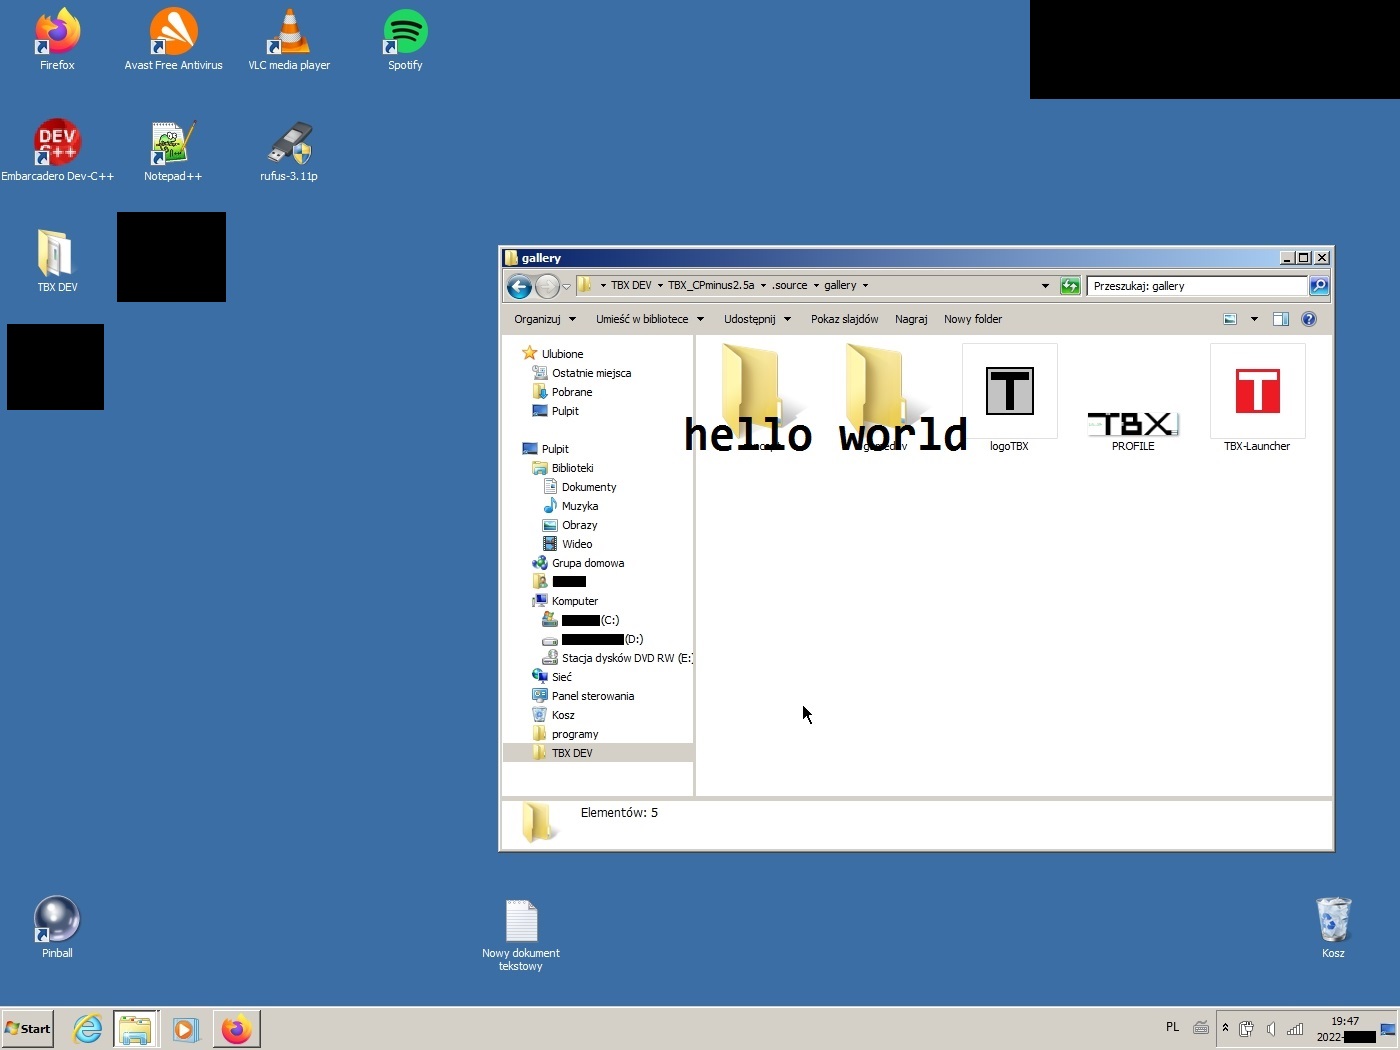 Firefox
Avast Free Antivirus
VLC media player
Spotify
DEV
C++
Embarcadero Dev-C++
Notepad++
rufus-3.11p
TBX DEV
gallery
TBX DEV
TBX_CPminus2.5a
.source
gallery
Przeszukaj: gallery
Organizuj
Umieść w bibliotece
Udostępnij
Pokaz slajdów
Nagraj
Nowy folder
Ulubione
Ostatnie miejsca
Pobrane
Pulpit
Pulpit
Biblioteki
Dokumenty
Muzyka
Obrazy
Wideo
Grupa domowa
Komputer
(C:)
(D:)
Stacja dysków DVD RW (E:)
Sieć
Panel sterowania
Kosz
programy
TBX DEV
hello world
T
logoTBX
TBX
PROFILE
T
TBX-Launcher
Elementów: 5
Pinball
Nowy dokument
tekstowy
Kosz
Start
PL
19:47
2022-